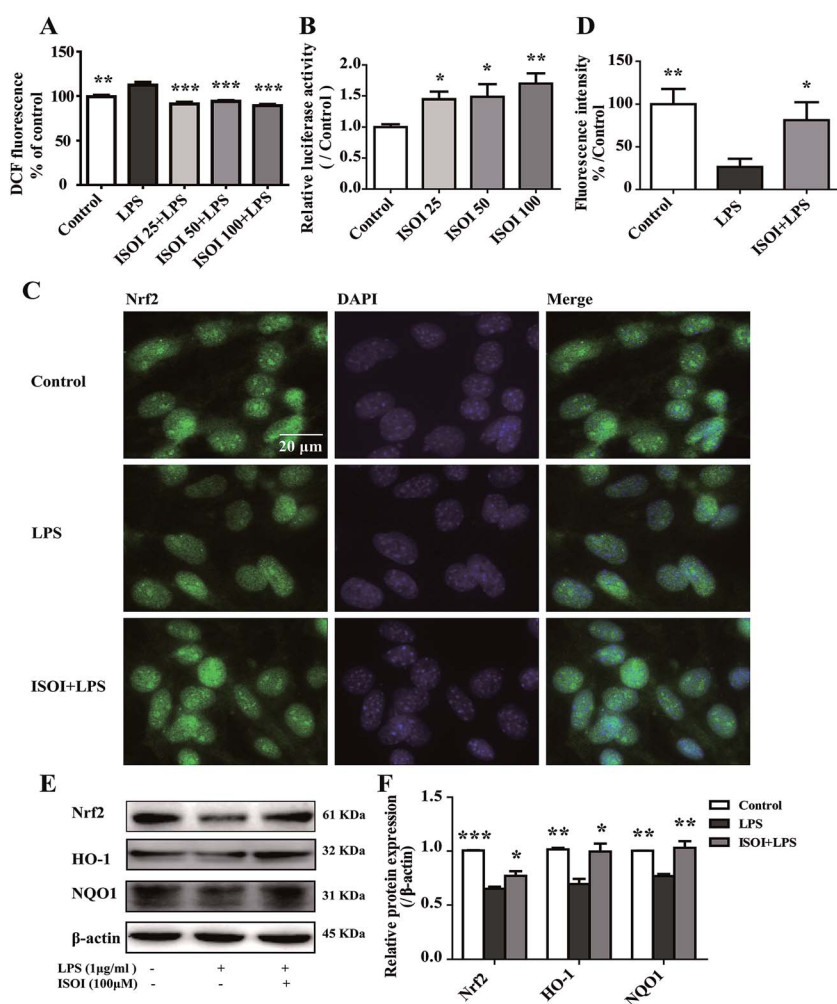 A
DCF fluorescence
% of control
150
100
50
0
** *** *** ***
Control
LPS
ISOI 25+LPS
ISOI 50+LPS
ISOI 100+LPS
B
Relative luciferase activity
( / Control )
2.0
1.5
1.0
0.5
0.0
* * **
Control
ISOI 25
ISOI 50
ISOI 100
D
Fluorescence intensity
% /Control
150
100
50
0
** *
Control
LPS
ISOI+LPS
C
Nrf2 DAPI Merge
Control
20 μm
LPS
ISOI+LPS
E
Nrf2 61 KDa
HO-1 32 KDa
NQO1 31 KDa
β-actin 45 KDa
LPS (1μg/ml ) - + +
ISOI (100μM) - - +
F
Relative protein expression
(/β-actin)
1.5
1.0
0.5
0.0
*** * ** * ** **
Nrf2
HO-1
NQO1
Control
LPS
ISOI+LPS